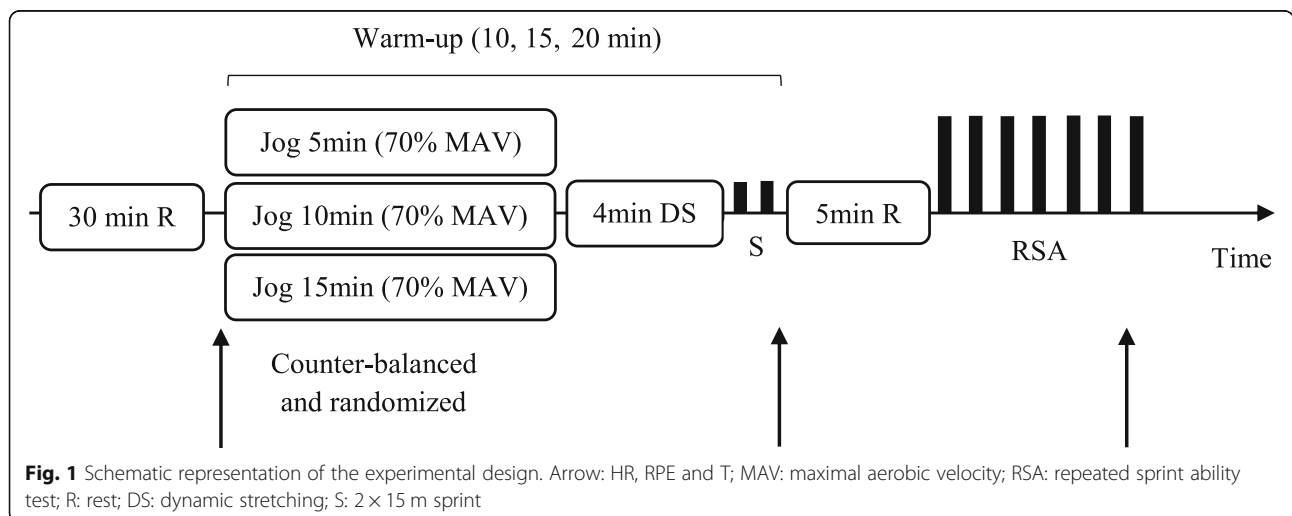 Warm-up (10, 15, 20 min)
Jog 5min (70% MAV)
30 min R
Jog 10min (70% MAV)
4min DS
S
5min R
RSA
Time
Jog 15min (70% MAV)
Counter-balanced
and randomized
Fig. 1 Schematic representation of the experimental design. Arrow: HR, RPE and T; MAV: maximal aerobic velocity; RSA: repeated sprint ability
test; R: rest; DS: dynamic stretching; S: 2 × 15 m sprint